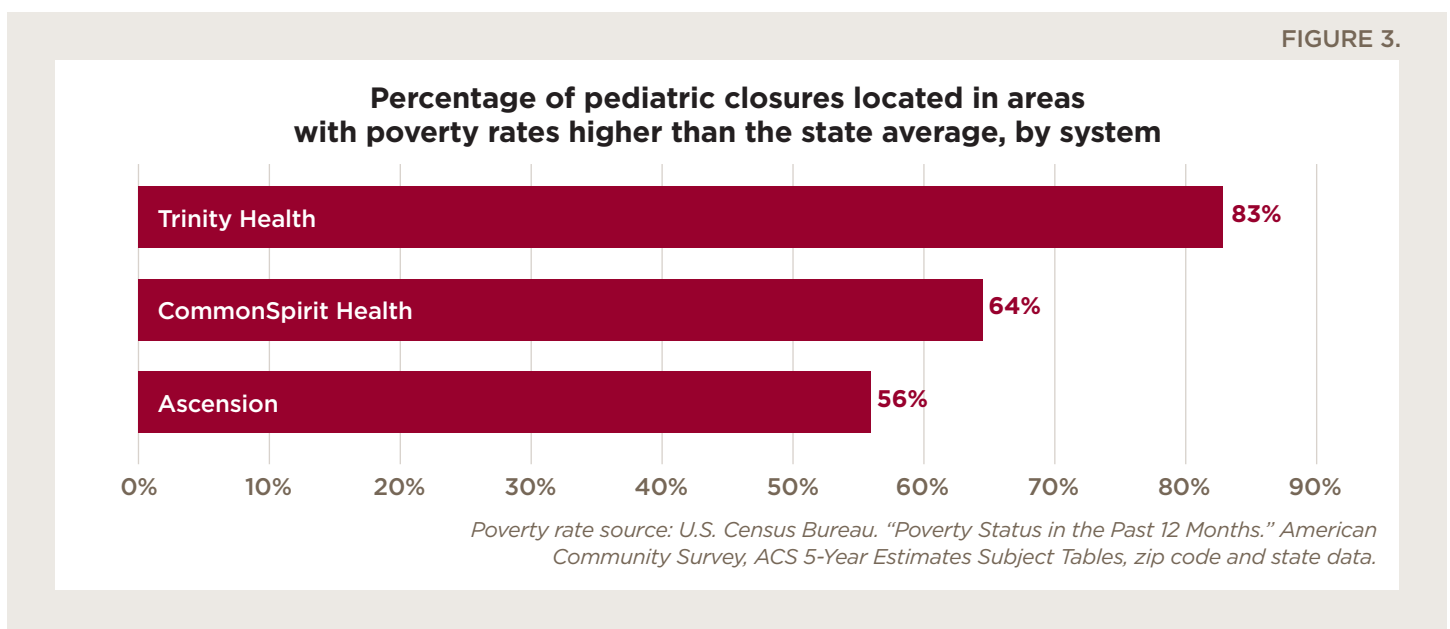 FIGURE 3.
Percentage of pediatric closures located in areas
with poverty rates higher than the state average, by system
Trinity Health
83%
CommonSpirit Health
64%
Ascension
56%
0% 10% 20% 30% 40% 50% 60% 70% 80% 90%
Poverty rate source: U.S. Census Bureau. “Poverty Status in the Past 12 Months.” American
Community Survey, ACS 5-Year Estimates Subject Tables, zip code and state data.